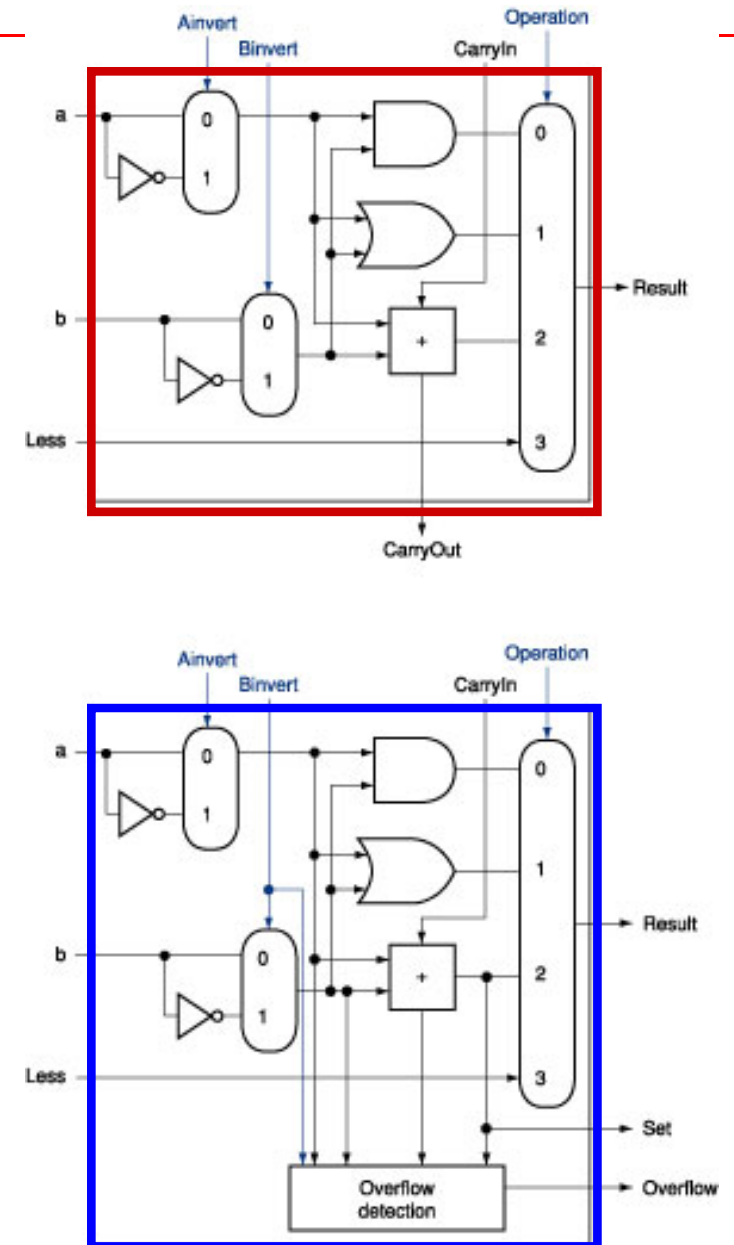 Operation
Ainvert
Binvert
CarryIn
a
0
0
1
1
Result
b
0
+
2
1
Less
3
CarryOut
Operation
Ainvert
Binvert
CarryIn
a
0
0
1
1
Result
b
0
+
2
1
Less
3
Set
Overflow
detection
Overflow